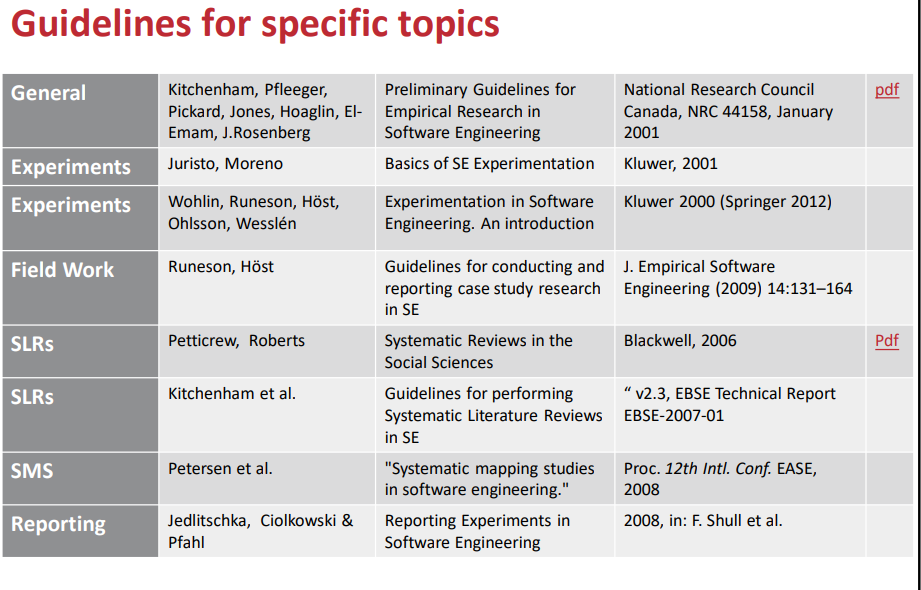 Guidelines for specific topics
General
Kitchenham, Pfleeger,
Pickard, Jones, Hoaglin, El-
Emam, J.Rosenberg
Preliminary Guidelines for
Empirical Research in
Software Engineering
National Research Council
Canada, NRC 44158, January
2001
pdf
Experiments
Juristo, Moreno
Basics of SE Experimentation
Kluwer, 2001
Experiments
Wohlin, Runeson, Höst,
Ohlsson, Wesslén
Experimentation in Software
Engineering. An introduction
Kluwer 2000 (Springer 2012)
Field Work
Runeson, Höst
Guidelines for conducting and
reporting case study research
in SE
J. Empirical Software
Engineering (2009) 14:131–164
SLRs
Petticrew, Roberts
Systematic Reviews in the
Social Sciences
Blackwell, 2006
Pdf
SLRs
Kitchenham et al.
Guidelines for performing
Systematic Literature Reviews
in SE
“ v2.3, EBSE Technical Report
EBSE-2007-01
SMS
Petersen et al.
"Systematic mapping studies
in software engineering."
Proc. 12th Intl. Conf. EASE,
2008
Reporting
Jedlitschka, Ciolkowski &
Pfahl
Reporting Experiments in
Software Engineering
2008, in: F. Shull et al.